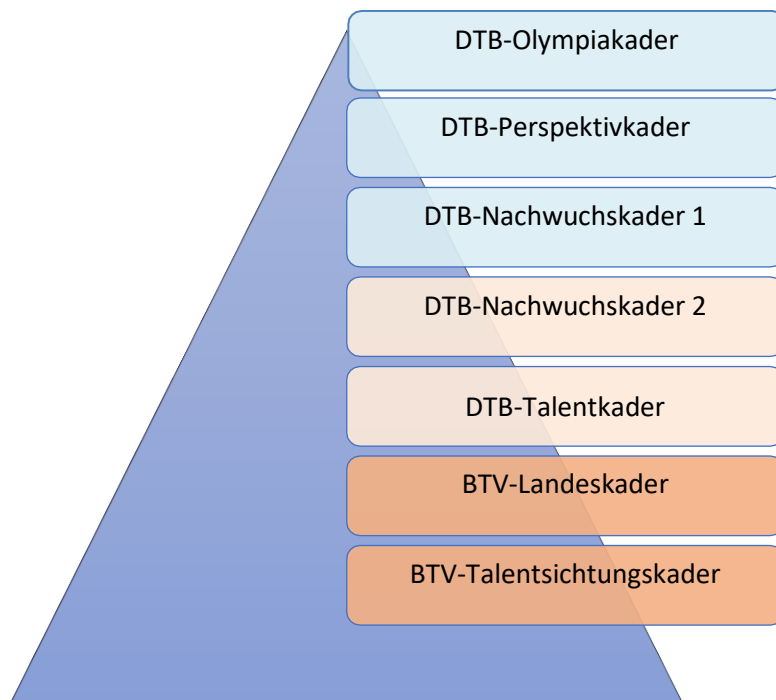 DTB-Olympiakader
DTB-Perspektivkader
DTB-Nachwuchskader 1
DTB-Nachwuchskader 2
DTB-Talentkader
BTV-Landeskader
BTV-Talentsichtungskader